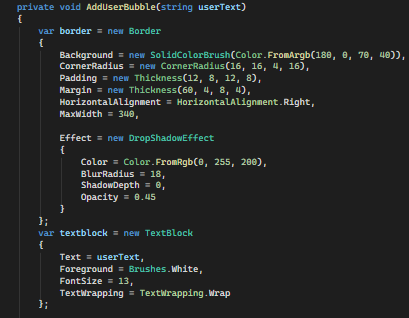 private void AddUserBubble(string userText)
{
var border = new Border
{
Background = new SolidColorBrush(Color.FromArgb(180, 0, 70, 40)),
CornerRadius = new CornerRadius(16, 16, 4, 16),
Padding = new Thickness(12, 8, 12, 8),
Margin = new Thickness(60, 4, 8, 4),
HorizontalAlignment = HorizontalAlignment.Right,
MaxWidth = 340,
Effect = new DropShadowEffect
{
Color = Color.FromRgb(0, 255, 200),
BlurRadius = 18,
ShadowDepth = 0,
Opacity = 0.45
}
};
var textblock = new TextBlock
{
Text = userText,
Foreground = Brushes.White,
FontSize = 13,
TextWrapping = TextWrapping.Wrap
};